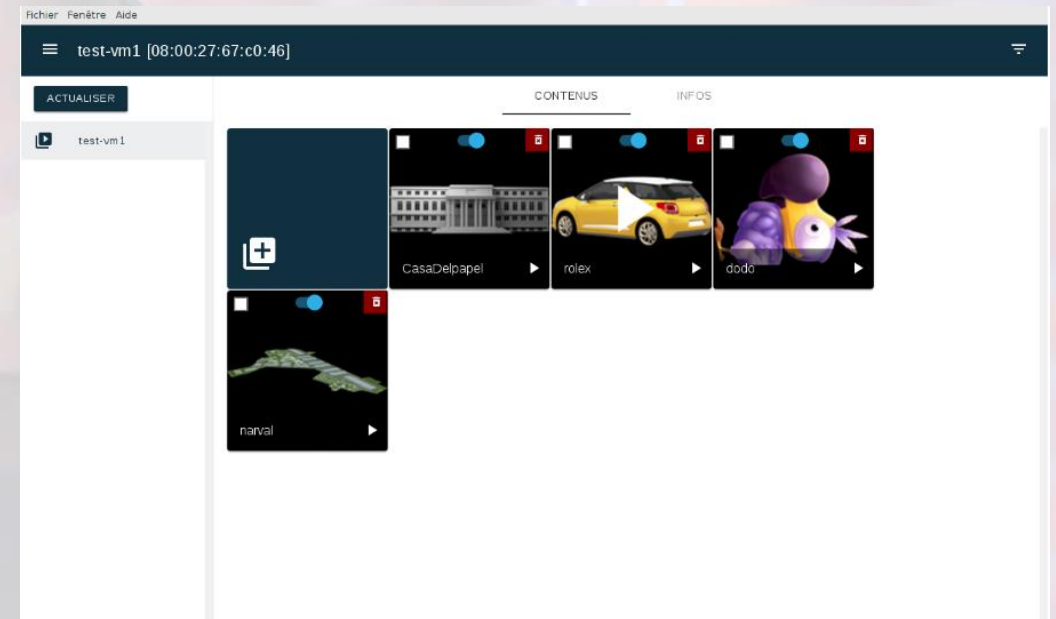 Fichier Fenêtre Aide
test-vm1 [08:00:27:67:c0:46]
ACTUALISER
CONTENUS INFOS
test-vm1
CasaDelpapel
rolex
dodo
narval